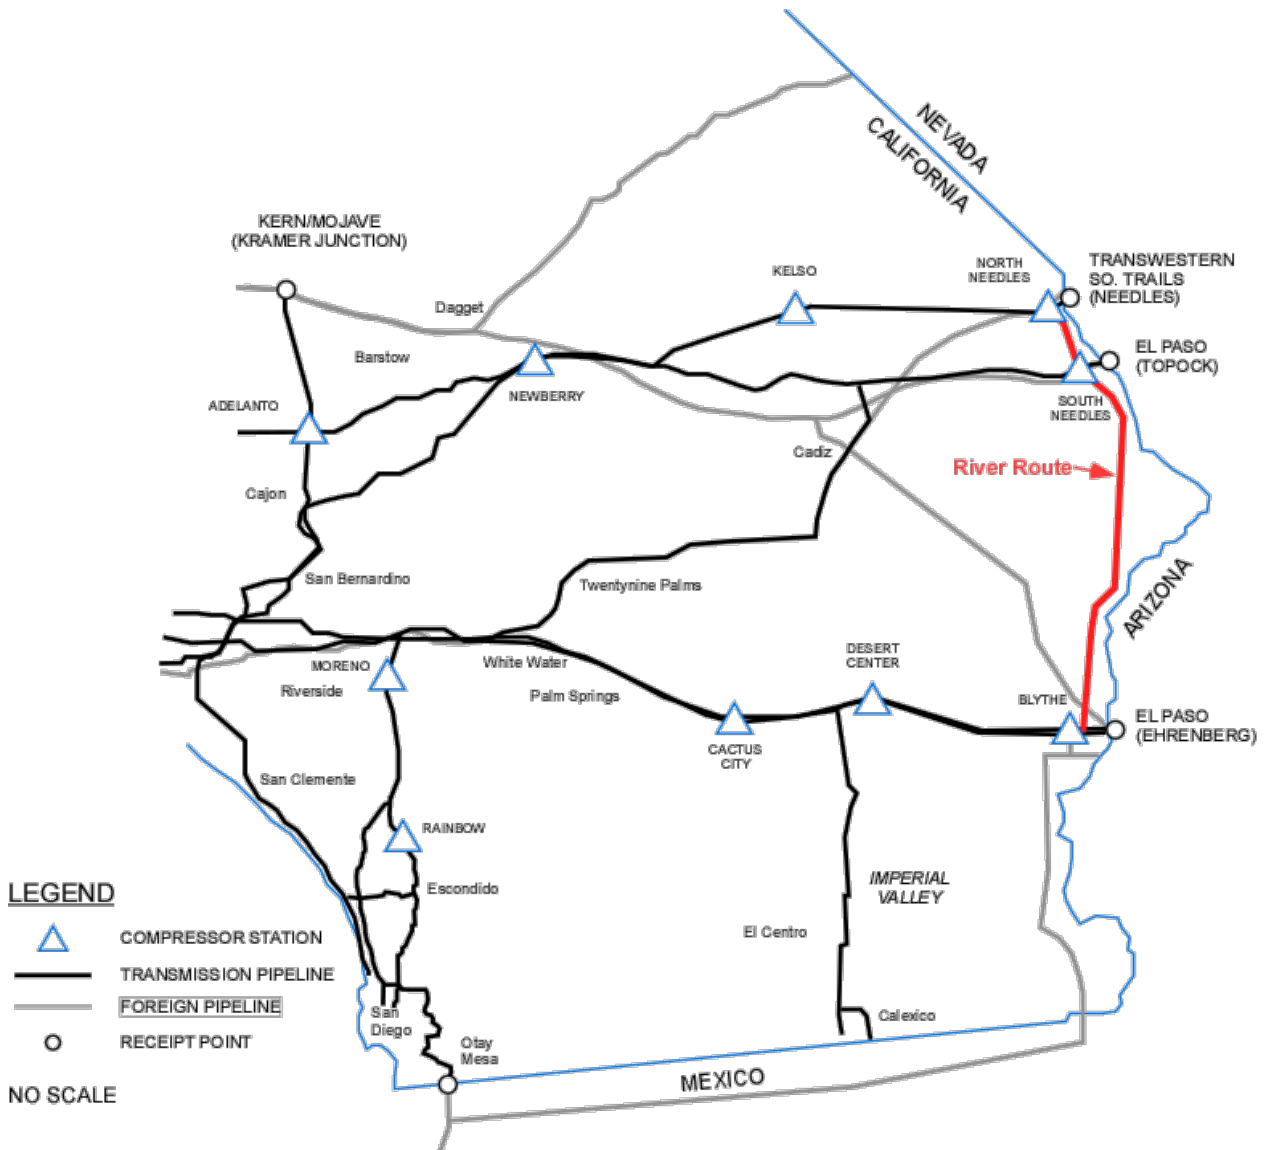 NEVADA
CALIFORNIA
KERN/MOJAVE
(KRAMER JUNCTION)
NORTH
NEEDLES
TRANSWESTERN
SO. TRAILS
(NEEDLES)
KELSO
Dagget
Barstow
EL PASO
(TOPOCK)
NEWBERRY
ADELANTO
SOUTH
NEEDLES
Cadiz
River Route
Cajon
San Bernardino
Twentynine Palms
ARIZONA
MORENO
Riverside
White Water
Palm Springs
DESERT
CENTER
BLYTHE
EL PASO
(EHRENBERG)
CACTUS
CITY
San Clemente
RAINBOW
Escondido
IMPERIAL
VALLEY
El Centro
LEGEND
COMPRESSOR STATION
TRANSMISSION PIPELINE
FOREIGN PIPELINE
RECEIPT POINT
NO SCALE
San
Diego
Otay
Mesa
Calexico
MEXICO